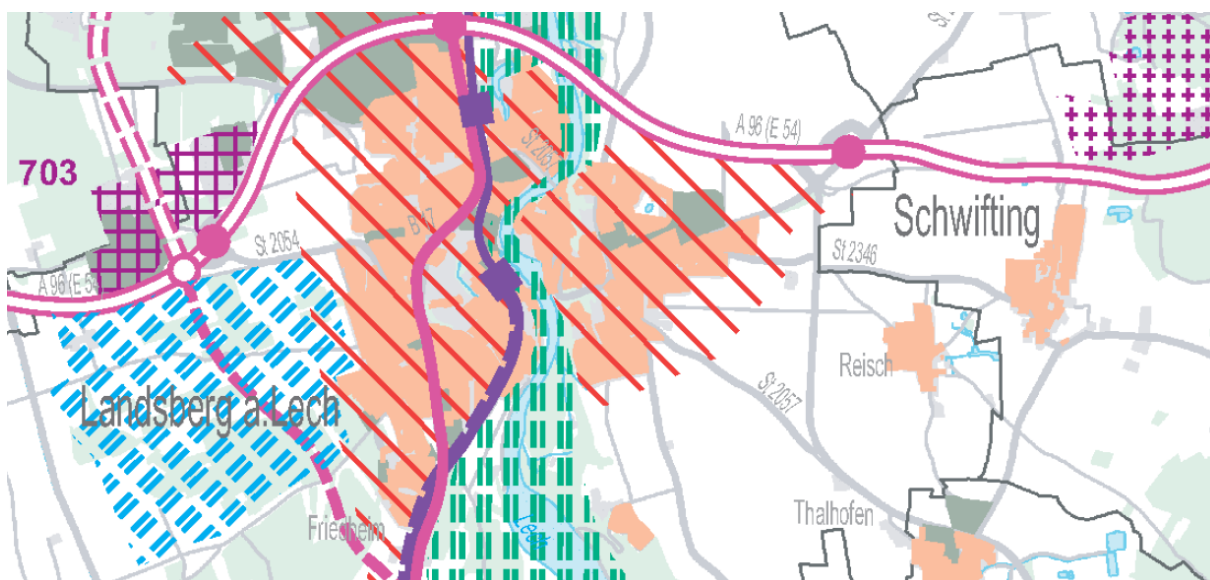 A 96 (E 54)
703
St 205
Schwifting
B 17
St 2054
St 2346
A 96 (E 5
Reisch
Landsberg a.Lech
St 2057
Thalhofen
Friedheim
Lech